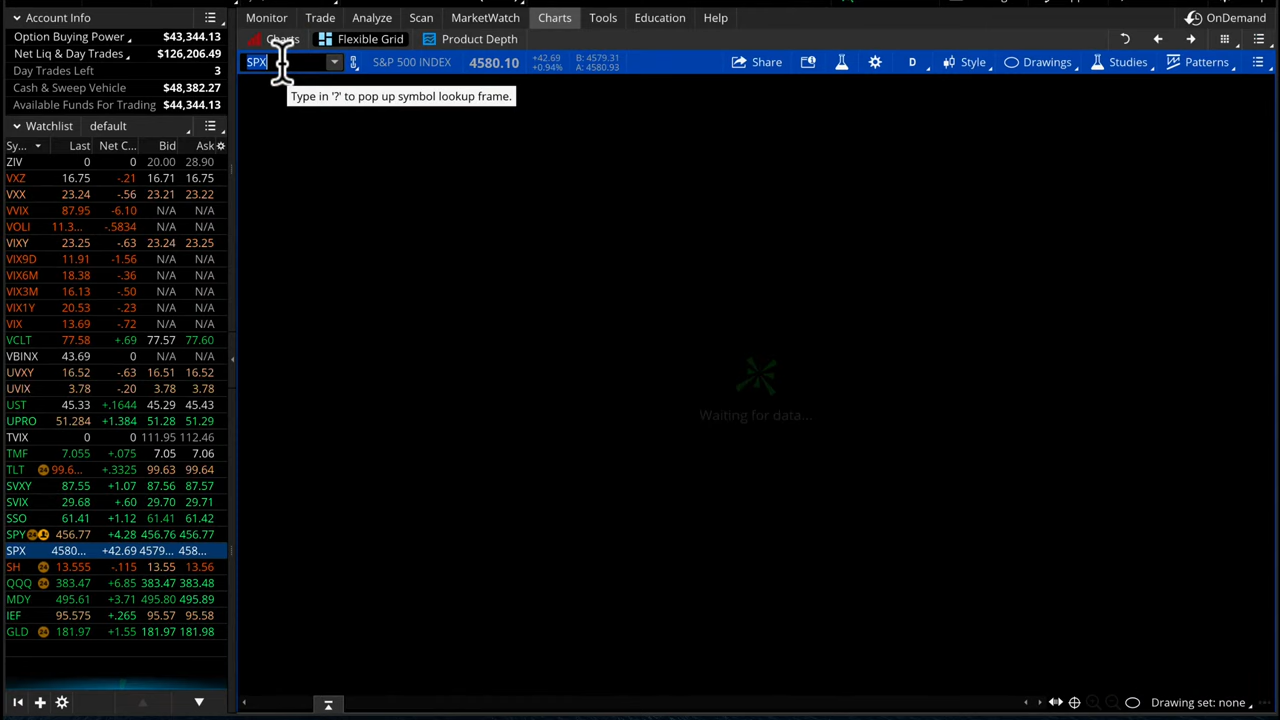 Account Info
Option Buying Power $43,344.13
Net Liq & Day Trades $126,206.49
Day Trades Left 3
Cash & Sweep Vehicle $48,382.27
Available Funds For Trading $44,344.13
Monitor Trade Analyze Scan MarketWatch Charts Tools Education Help OnDemand
Charts Flexible Grid Product Depth
SPX S&P 500 INDEX 4580.10 +42.69 +0.94% B: 4579.31 A: 4580.93 Share D Style Drawings Studies Patterns
Type in '?' to pop up symbol lookup frame.
Watchlist default
Sy... Last Net C... Bid Ask
ZIV 0 0 20.00 28.90
VXZ 16.75 -.21 16.71 16.75
VXX 23.24 -.56 23.21 23.22
VVIX 87.95 -6.10 N/A N/A
VOLI 11.3... -.5834 N/A N/A
VIXY 23.25 -.63 23.24 23.25
VIX9D 11.91 -1.56 N/A N/A
VIX6M 18.38 -.36 N/A N/A
VIX3M 16.13 -.50 N/A N/A
VIX1Y 20.53 -.23 N/A N/A
VIX 13.69 -.72 N/A N/A
VCLT 77.58 +.69 77.57 77.60
VBINX 43.69 0 N/A N/A
UVXY 16.52 -.63 16.51 16.52
UVIX 3.78 -.20 3.78 3.78
UST 45.33 +.1644 45.29 45.43
UPRO 51.284 +1.384 51.28 51.29
TVIX 0 0 111.95 112.46
TMF 7.055 +.075 7.05 7.06
TLT 24 99.6... +.3325 99.63 99.64
SVXY 87.55 +1.07 87.56 87.57
SVIX 29.68 +.60 29.70 29.71
SSO 61.41 +1.12 61.41 61.42
SPY 456.77 +4.28 456.76 456.77
SPX 4580... +42.69 4579... 458...
SH 24 13.555 -.115 13.55 13.56
QQQ 24 383.47 +6.85 383.47 383.48
MDY 495.61 +3.71 495.80 495.89
IEF 95.575 +.265 95.57 95.58
GLD 24 181.97 +1.55 181.97 181.98
Waiting for data...
Drawing set: none